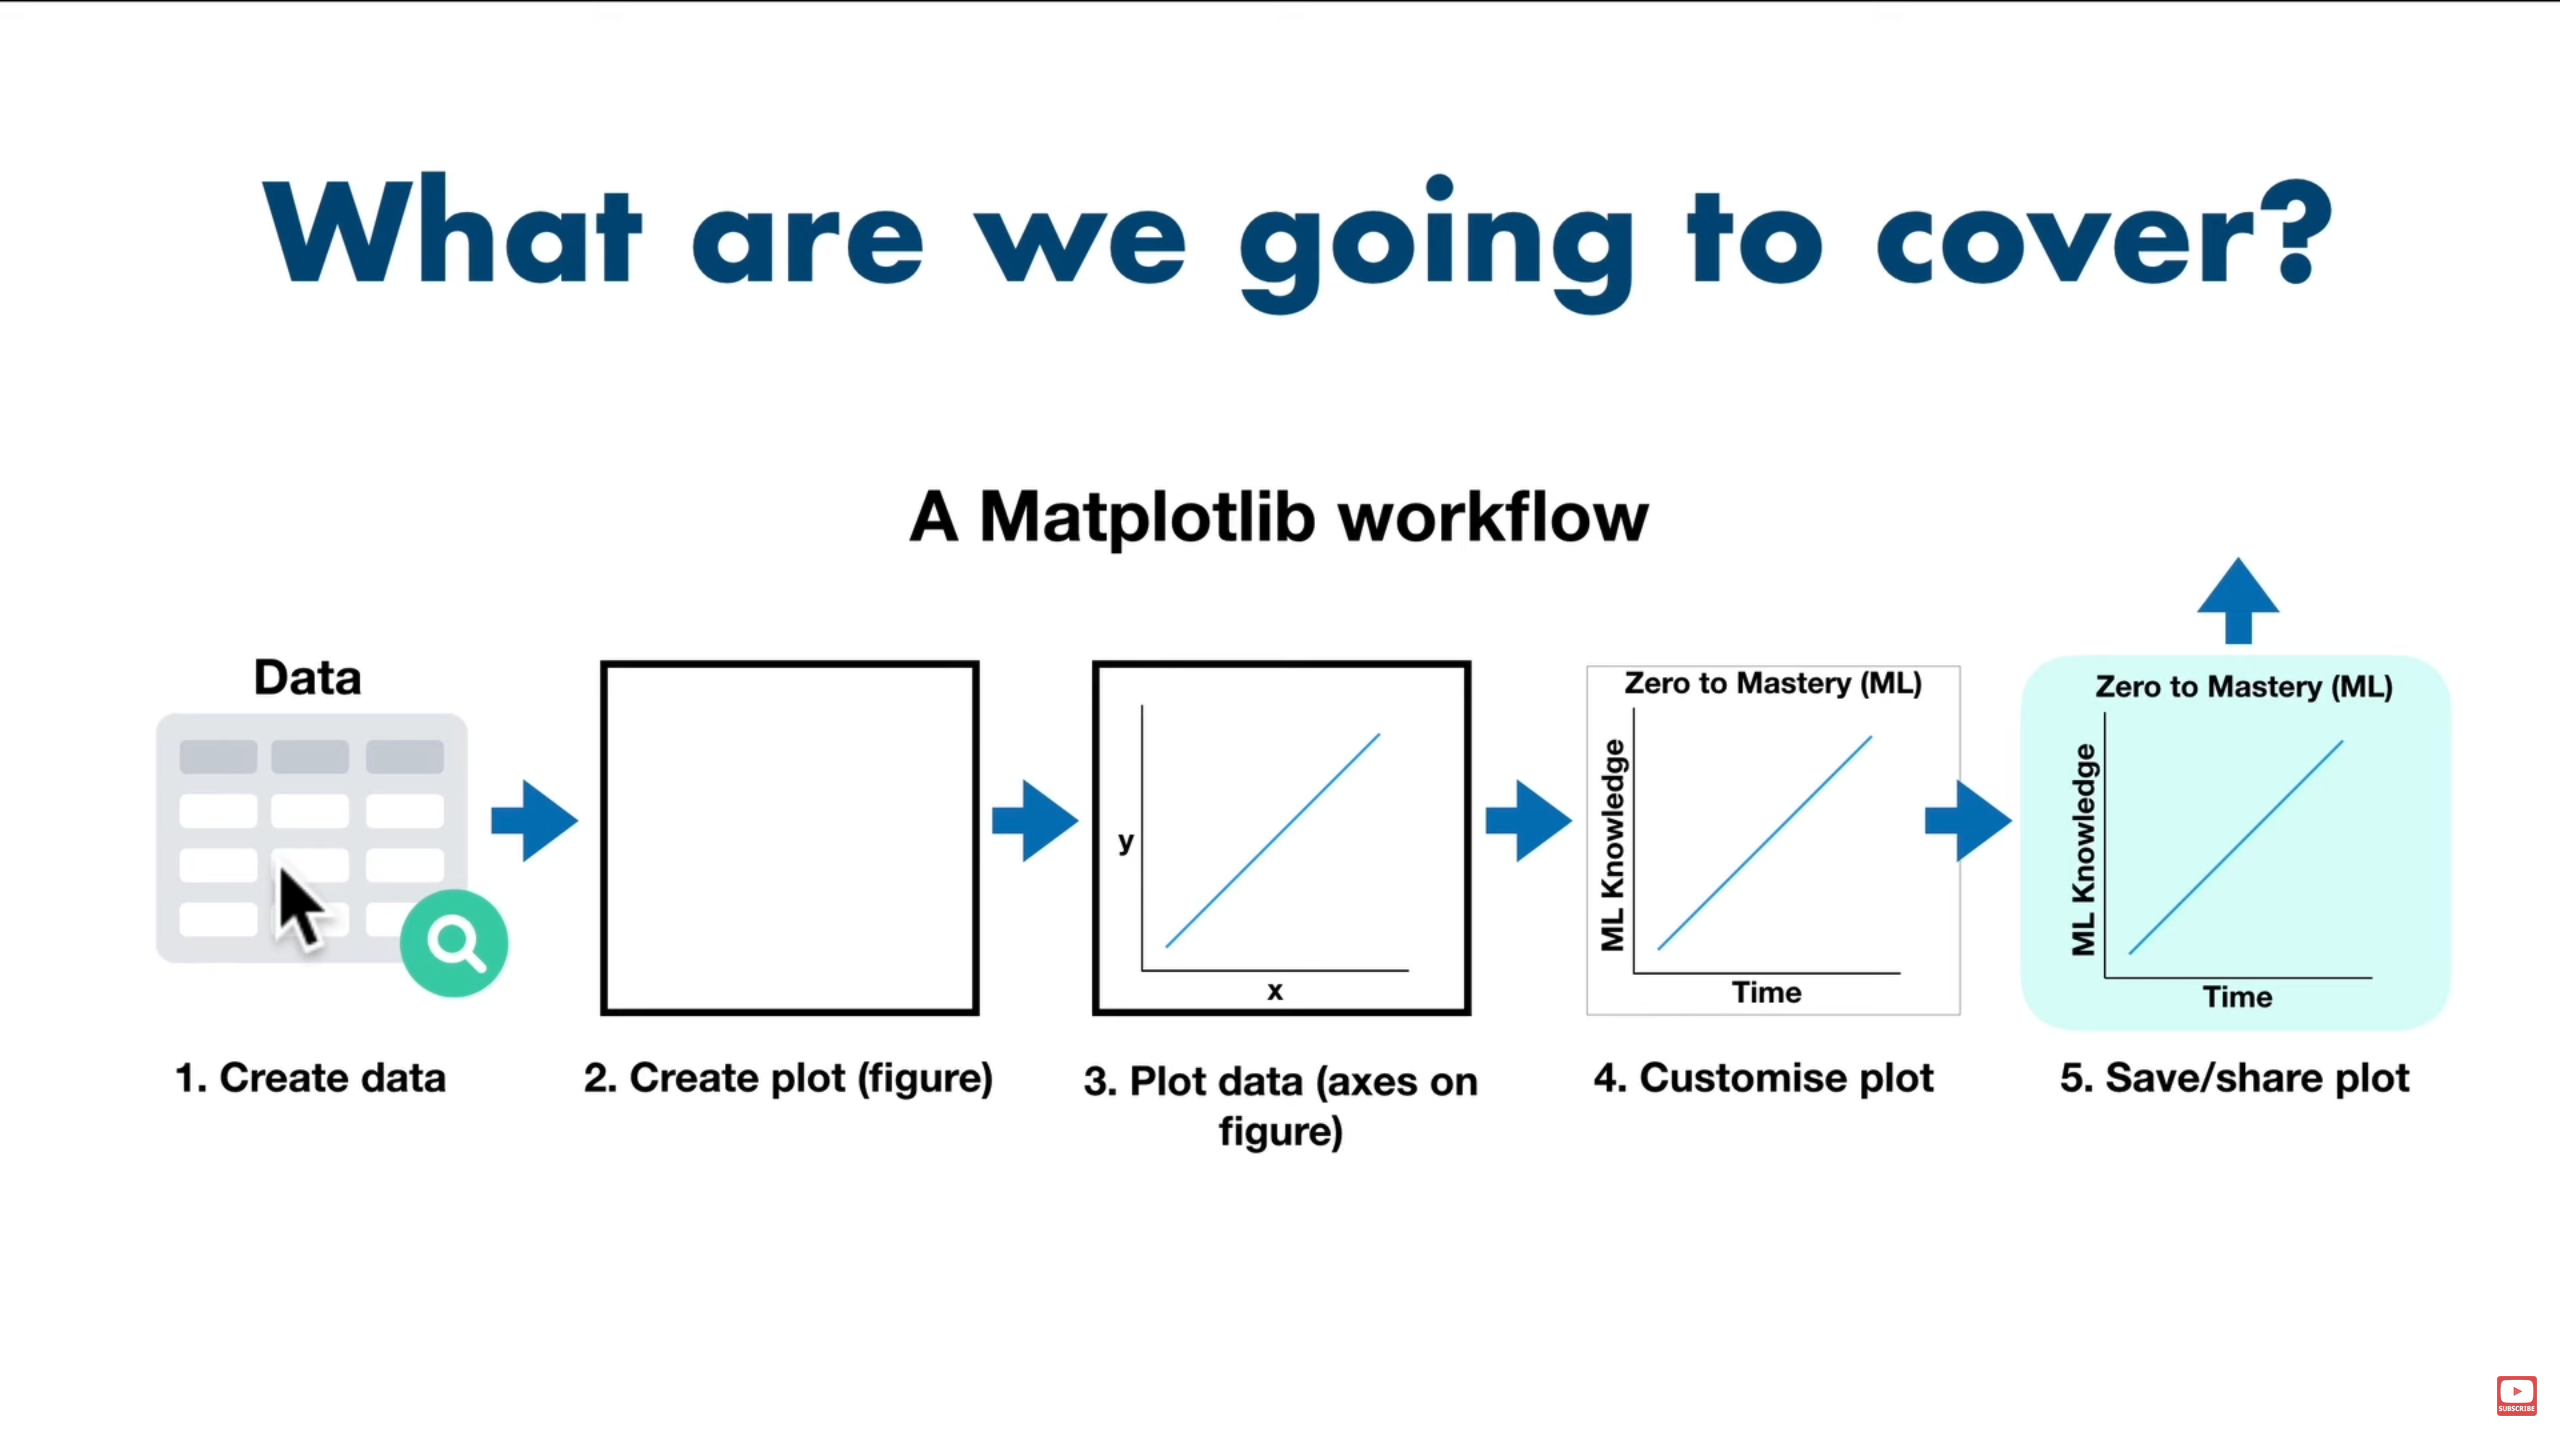 What are we going to cover?
A Matplotlib workflow
Data
1. Create data
2. Create plot (figure)
y
x
3. Plot data (axes on
figure)
Zero to Mastery (ML)
ML Knowledge
Time
4. Customise plot
Zero to Mastery (ML)
ML Knowledge
Time
5. Save/share plot
SUBSCRIBE